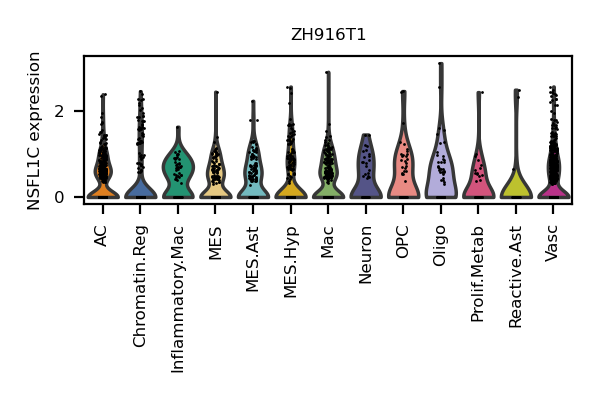 ZH916T1
NSFL1C expression
2
0
AC
Chromatin.Reg
Inflammatory.Mac
MES
MES.Ast
MES.Hyp
Mac
Neuron
OPC
Oligo
Prolif.Metab
Reactive.Ast
Vasc